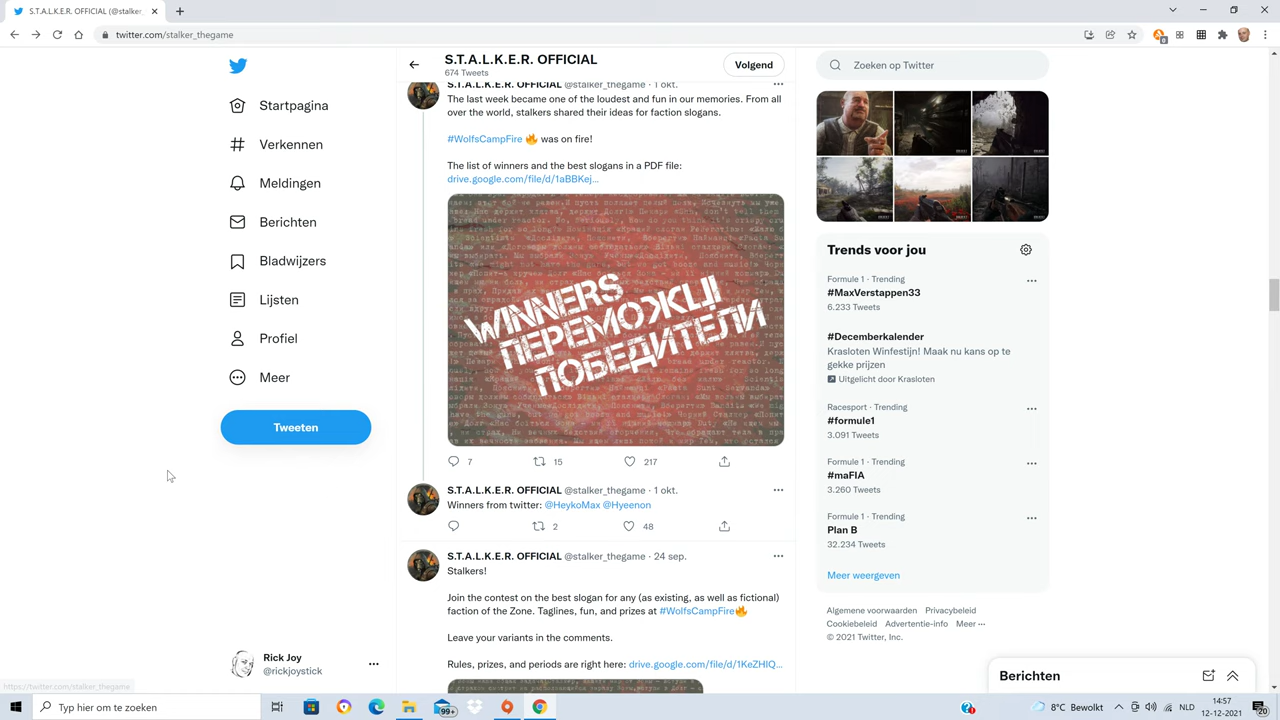 S.T.A.L.K.E.R. OFFICIAL (@stalker_
twitter.com/stalker_thegame
Startpagina
Verkennen
Meldingen
Berichten
Bladwijzers
Lijsten
Profiel
Meer
Tweeten
Rick Joy
@rickjoystick
https://twitter.com/stalker_thegame
S.T.A.L.K.E.R. OFFICIAL
674 Tweets
Volgend
S.T.A.L.K.E.R. OFFICIAL @stalker_thegame · 1 okt.
The last week became one of the loudest and fun in our memories. From all
over the world, stalkers shared their ideas for faction slogans.
#WolfsCampFire 🔥 was on fire!
The list of winners and the best slogans in a PDF file:
drive.google.com/file/d/1aBBKej...
WINNERS
ПЕРЕМОЖЦІ
ПОБЕДИТЕЛИ
7 15 217
S.T.A.L.K.E.R. OFFICIAL @stalker_thegame · 1 okt.
Winners from twitter: @HeykoMax @Hyeenon
2 48
S.T.A.L.K.E.R. OFFICIAL @stalker_thegame · 24 sep.
Stalkers!
Join the contest on the best slogan for any (as existing, as well as fictional)
faction of the Zone. Taglines, fun, and prizes at #WolfsCampFire🔥
Leave your variants in the comments.
Rules, prizes, and periods are right here: drive.google.com/file/d/1KeZHIQ...
Zoeken op Twitter
Trends voor jou
Formule 1 · Trending
#MaxVerstappen33
6.233 Tweets
#Decemberkalender
Krasloten Winfestijn! Maak nu kans op te
gekke prijzen
Uitgelicht door Krasloten
Racesport · Trending
#formule1
3.091 Tweets
Formule 1 · Trending
#maFIA
3.260 Tweets
Formule 1 · Trending
Plan B
32.234 Tweets
Meer weergeven
Algemene voorwaarden Privacybeleid
Cookiebeleid Advertentie-info Meer ···
© 2021 Twitter, Inc.
Berichten
Typ hier om te zoeken
99+
8°C Bewolkt
NLD
14:57
12-12-2021
20